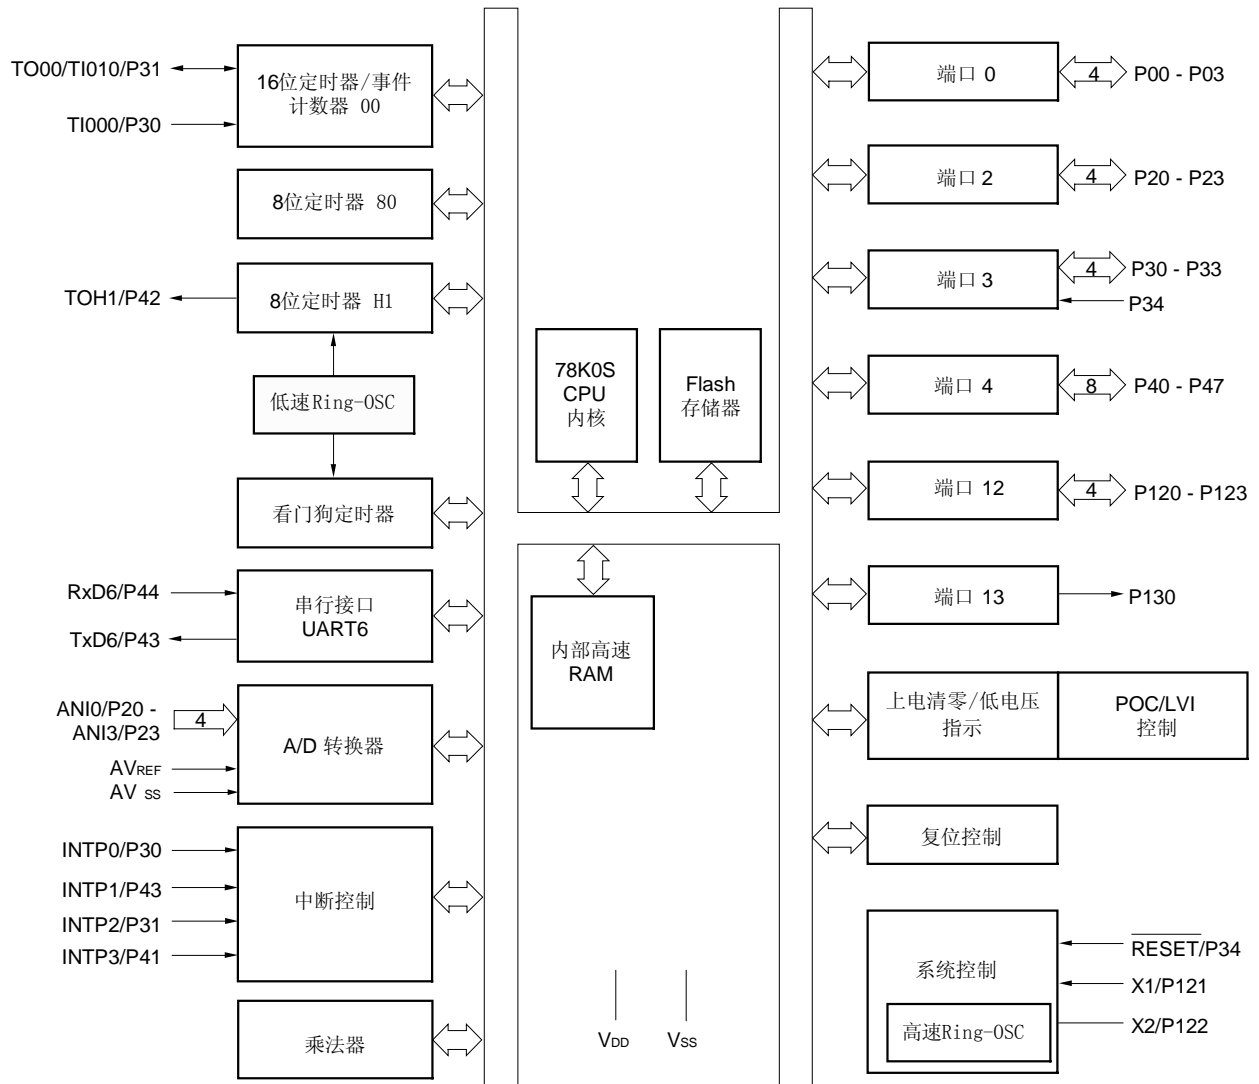 TO00/TI010/P31
TI000/P30
16位定时器/事件
计数器 00
8位定时器 80
TOH1/P42
8位定时器 H1
低速Ring-OSC
看门狗定时器
RxD6/P44
TxD6/P43
串行接口
UART6
ANI0/P20 -
ANI3/P23
4
AVREF
AV SS
A/D 转换器
INTP0/P30
INTP1/P43
INTP2/P31
INTP3/P41
中断控制
乘法器
78K0S
CPU
内核
Flash
存储器
内部高速
RAM
VDD
VSS
端口 0
4
P00 - P03
端口 2
4
P20 - P23
端口 3
4
P30 - P33
P34
端口 4
8
P40 - P47
端口 12
4
P120 - P123
端口 13
P130
上电清零/低电压
指示
POC/LVI
控制
复位控制
系统控制
RESET/P34
X1/P121
高速Ring-OSC
X2/P122